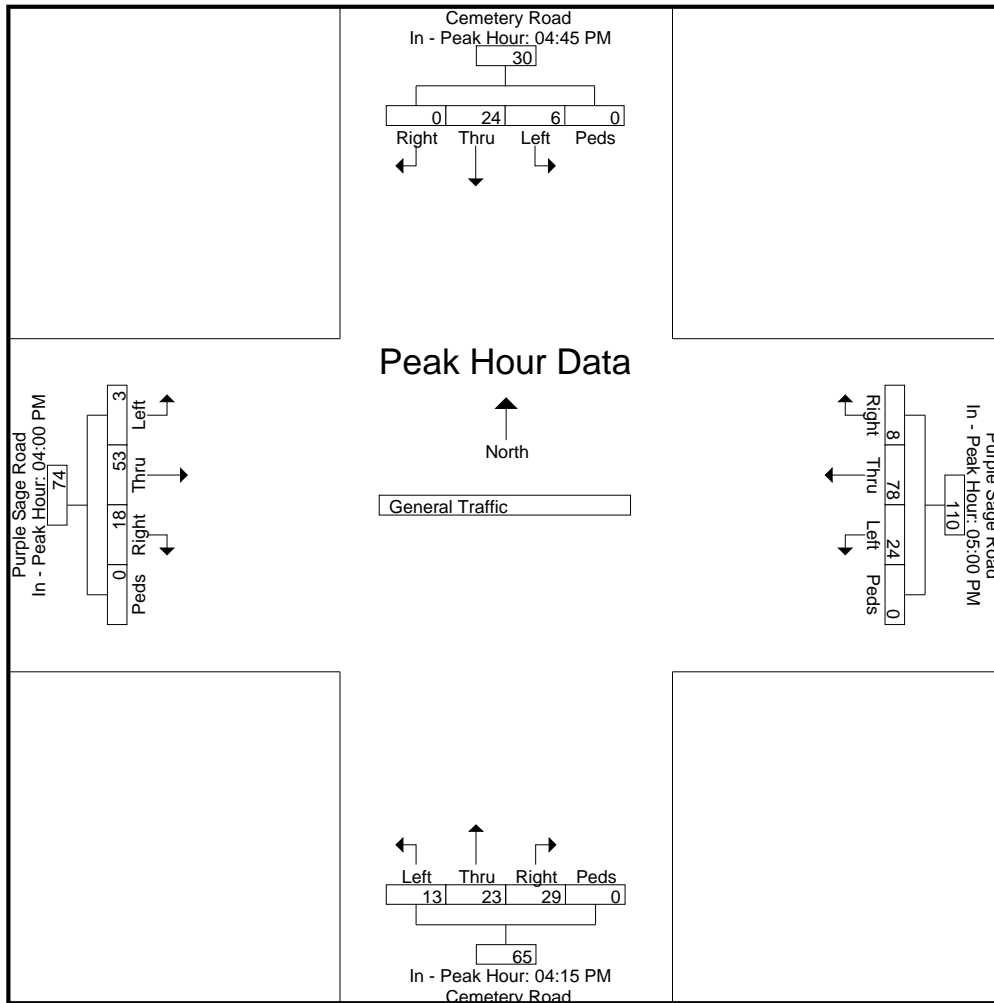 Cemetery Road
In - Peak Hour: 04:45 PM
30
0 24 6 0
Right Thru Left Peds
Peak Hour Data
North
General Traffic
Purple Sage Road
In - Peak Hour: 04:00 PM
74
3 53 18 0
Left Thru Right Peds
Right Thru Left Peds
8 78 24 0
110
In - Peak Hour: 05:00 PM
Purple Sage Road
Left Thru Right Peds
13 23 29 0
65
In - Peak Hour: 04:15 PM
Cemetery Road